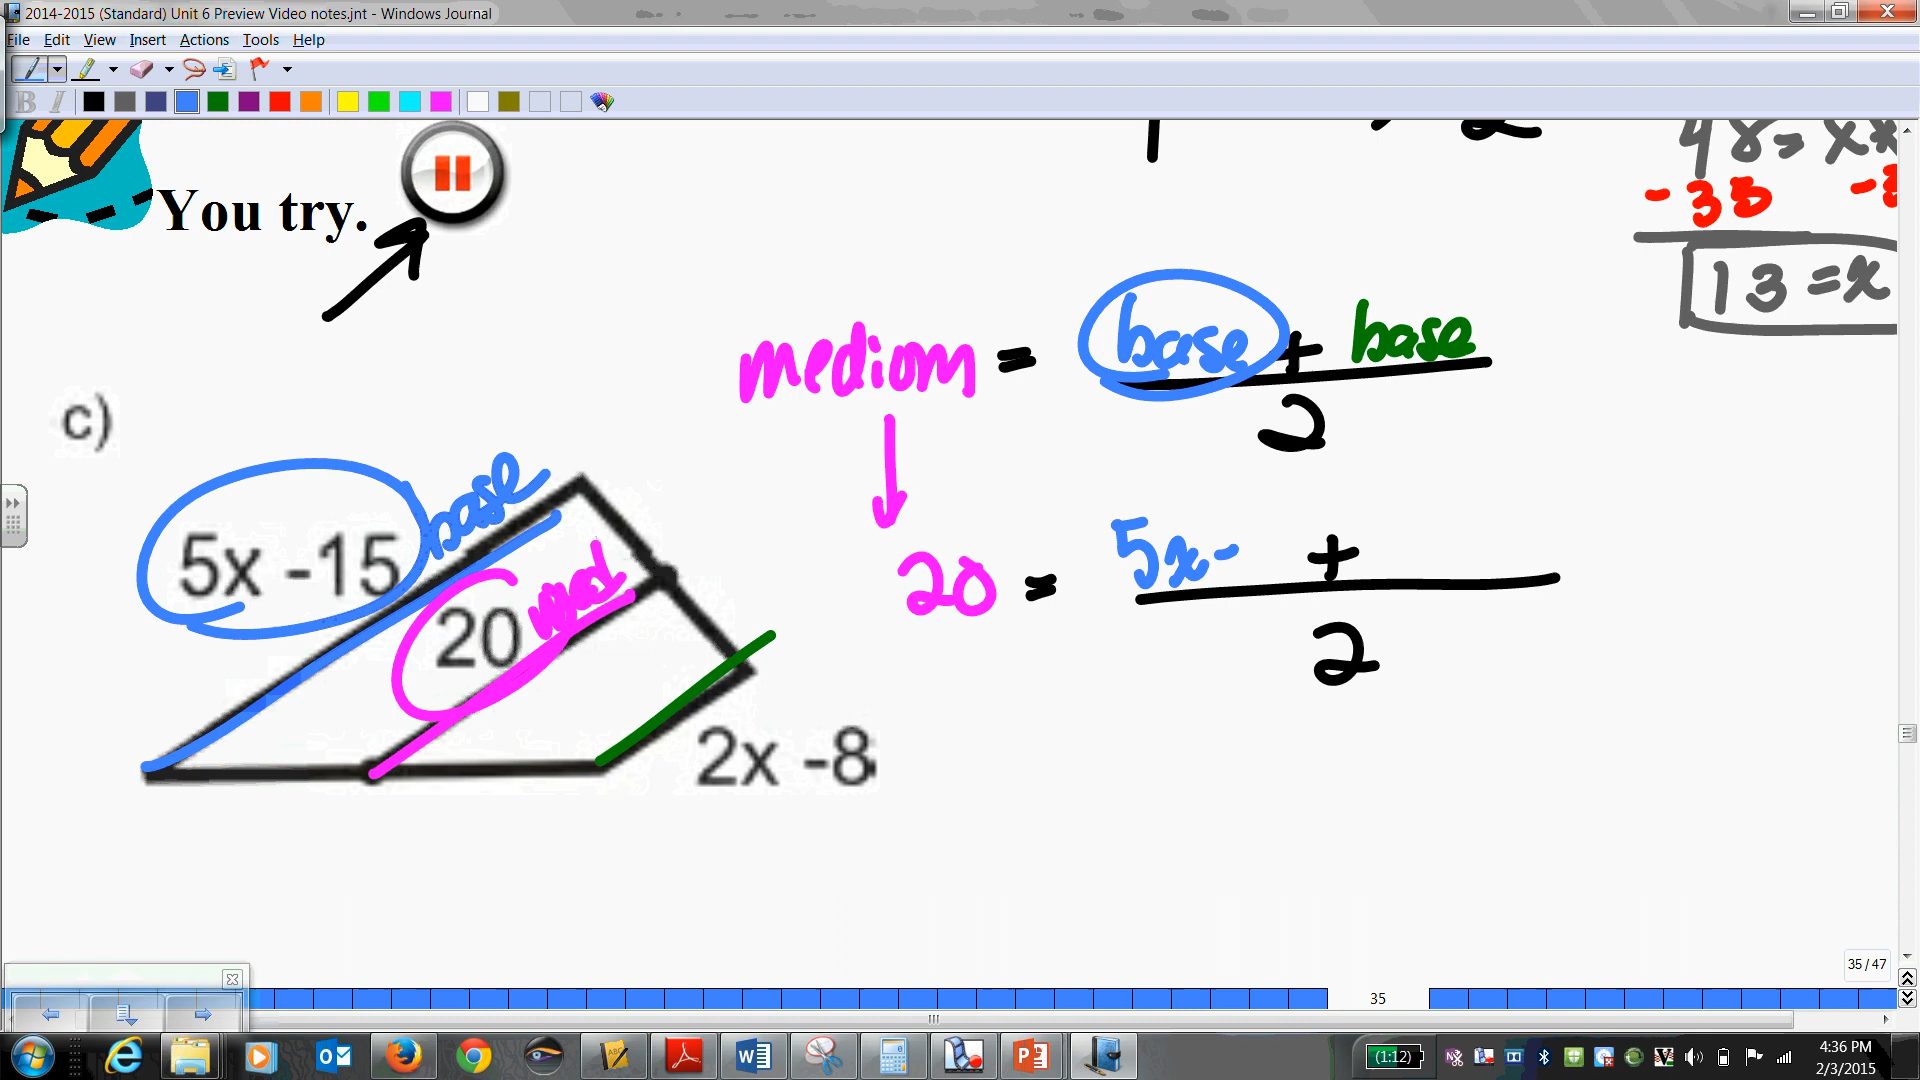 2014-2015 (Standard) Unit 6 Preview Video notes.jnt - Windows Journal
File Edit View Insert Actions Tools Help
B I
48=x+
-35 -3
13=x
You try.
median = base + base
2
c)
5x -15 base
20 med
2x -8
20 = 5x- +
2
35/47
35
(1:12)
4:36 PM
2/3/2015